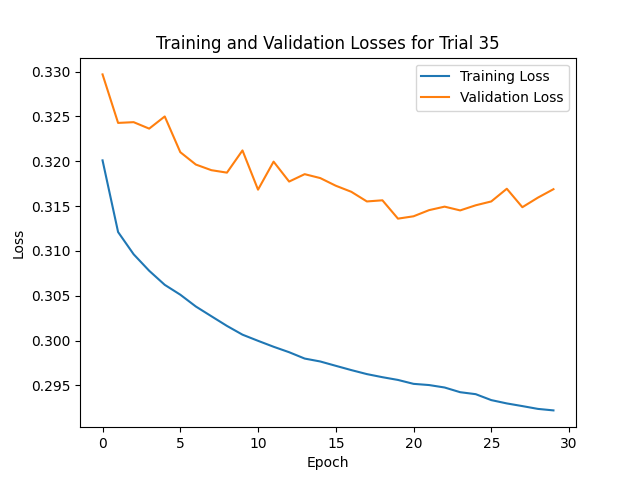 Training and Validation Losses for Trial 35
Training Loss
Validation Loss
0.330
0.325
0.320
0.315
0.310
0.305
0.300
0.295
Loss
0 5 10 15 20 25 30
Epoch